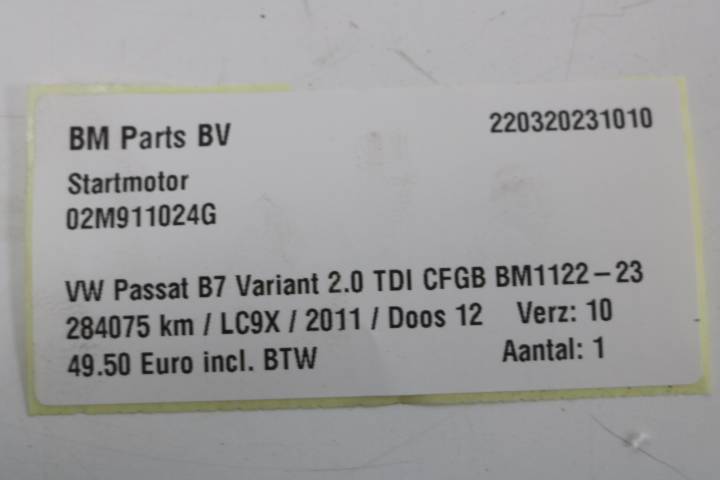 BM Parts BV 220320231010
Startmotor
02M911024G
VW Passat B7 Variant 2.0 TDI CFGB BM1122-23
284075 km / LC9X / 2011 / Doos 12 Verz: 10
49.50 Euro incl. BTW Aantal: 1